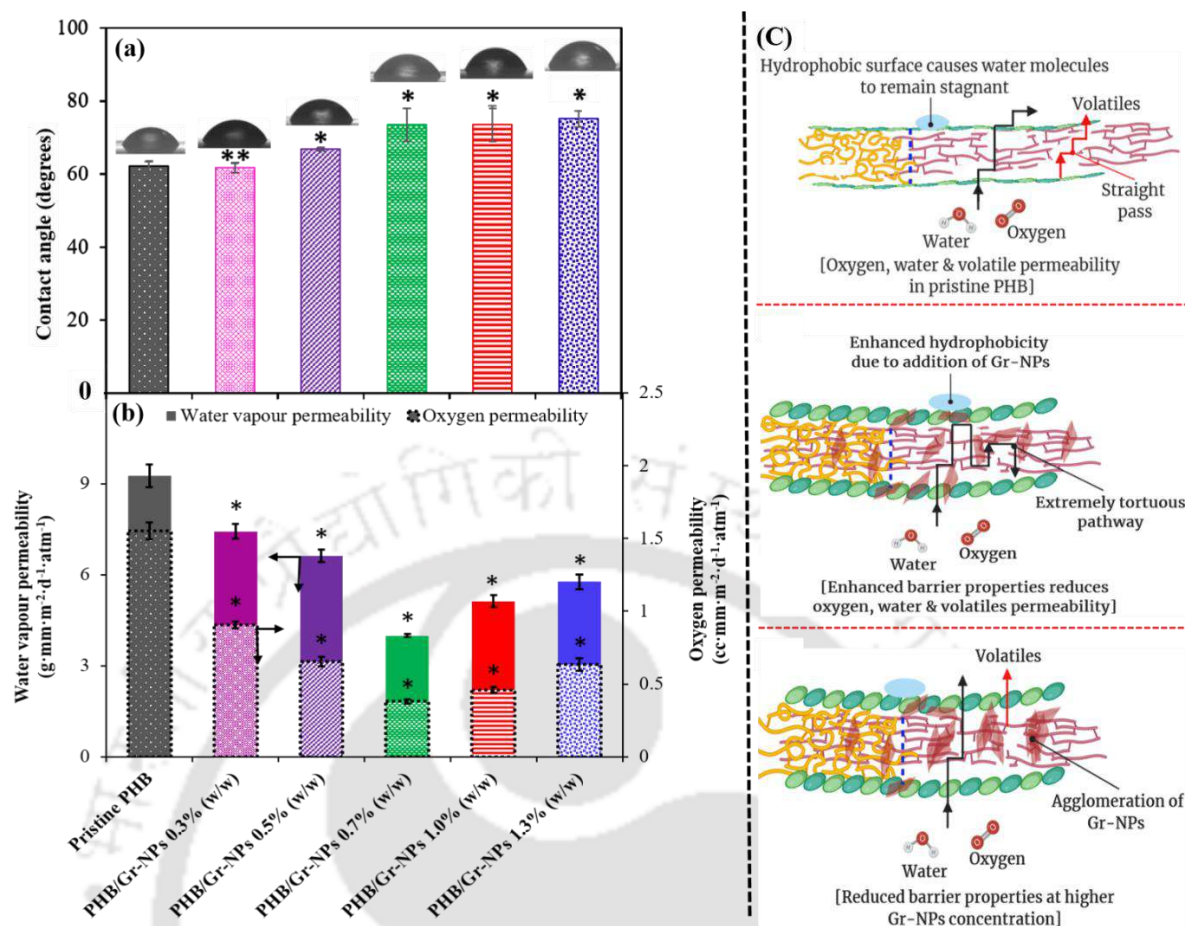 (a)
100
80
60
40
20
0
Contact angle (degrees)
**
*
*
*
*
(b)
Water vapour permeability
Oxygen permeability
9
6
3
0
Water vapour permeability
(g·mm·m⁻²·d⁻¹·atm⁻¹)
2.5
2
1.5
1
0.5
0
Oxygen permeability
(cc·mm·m⁻²·d⁻¹·atm⁻¹)
*
*
*
*
*
*
*
*
*
*
Pristine PHB
PHB/Gr-NPs 0.3% (w/w)
PHB/Gr-NPs 0.5% (w/w)
PHB/Gr-NPs 0.7% (w/w)
PHB/Gr-NPs 1.0% (w/w)
PHB/Gr-NPs 1.3% (w/w)
(C)
Hydrophobic surface causes water molecules
to remain stagnant
Volatiles
Straight
pass
H
O
H
O
O
Water
Oxygen
[Oxygen, water & volatile permeability
in pristine PHB]
Enhanced hydrophobicity
due to addition of Gr-NPs
Extremely tortuous
pathway
H
O
H
O
O
Water
Oxygen
[Enhanced barrier properties reduces
oxygen, water & volatiles permeability]
Volatiles
Agglomeration of
Gr-NPs
H
O
H
O
O
Water
Oxygen
[Reduced barrier properties at higher
Gr-NPs concentration]